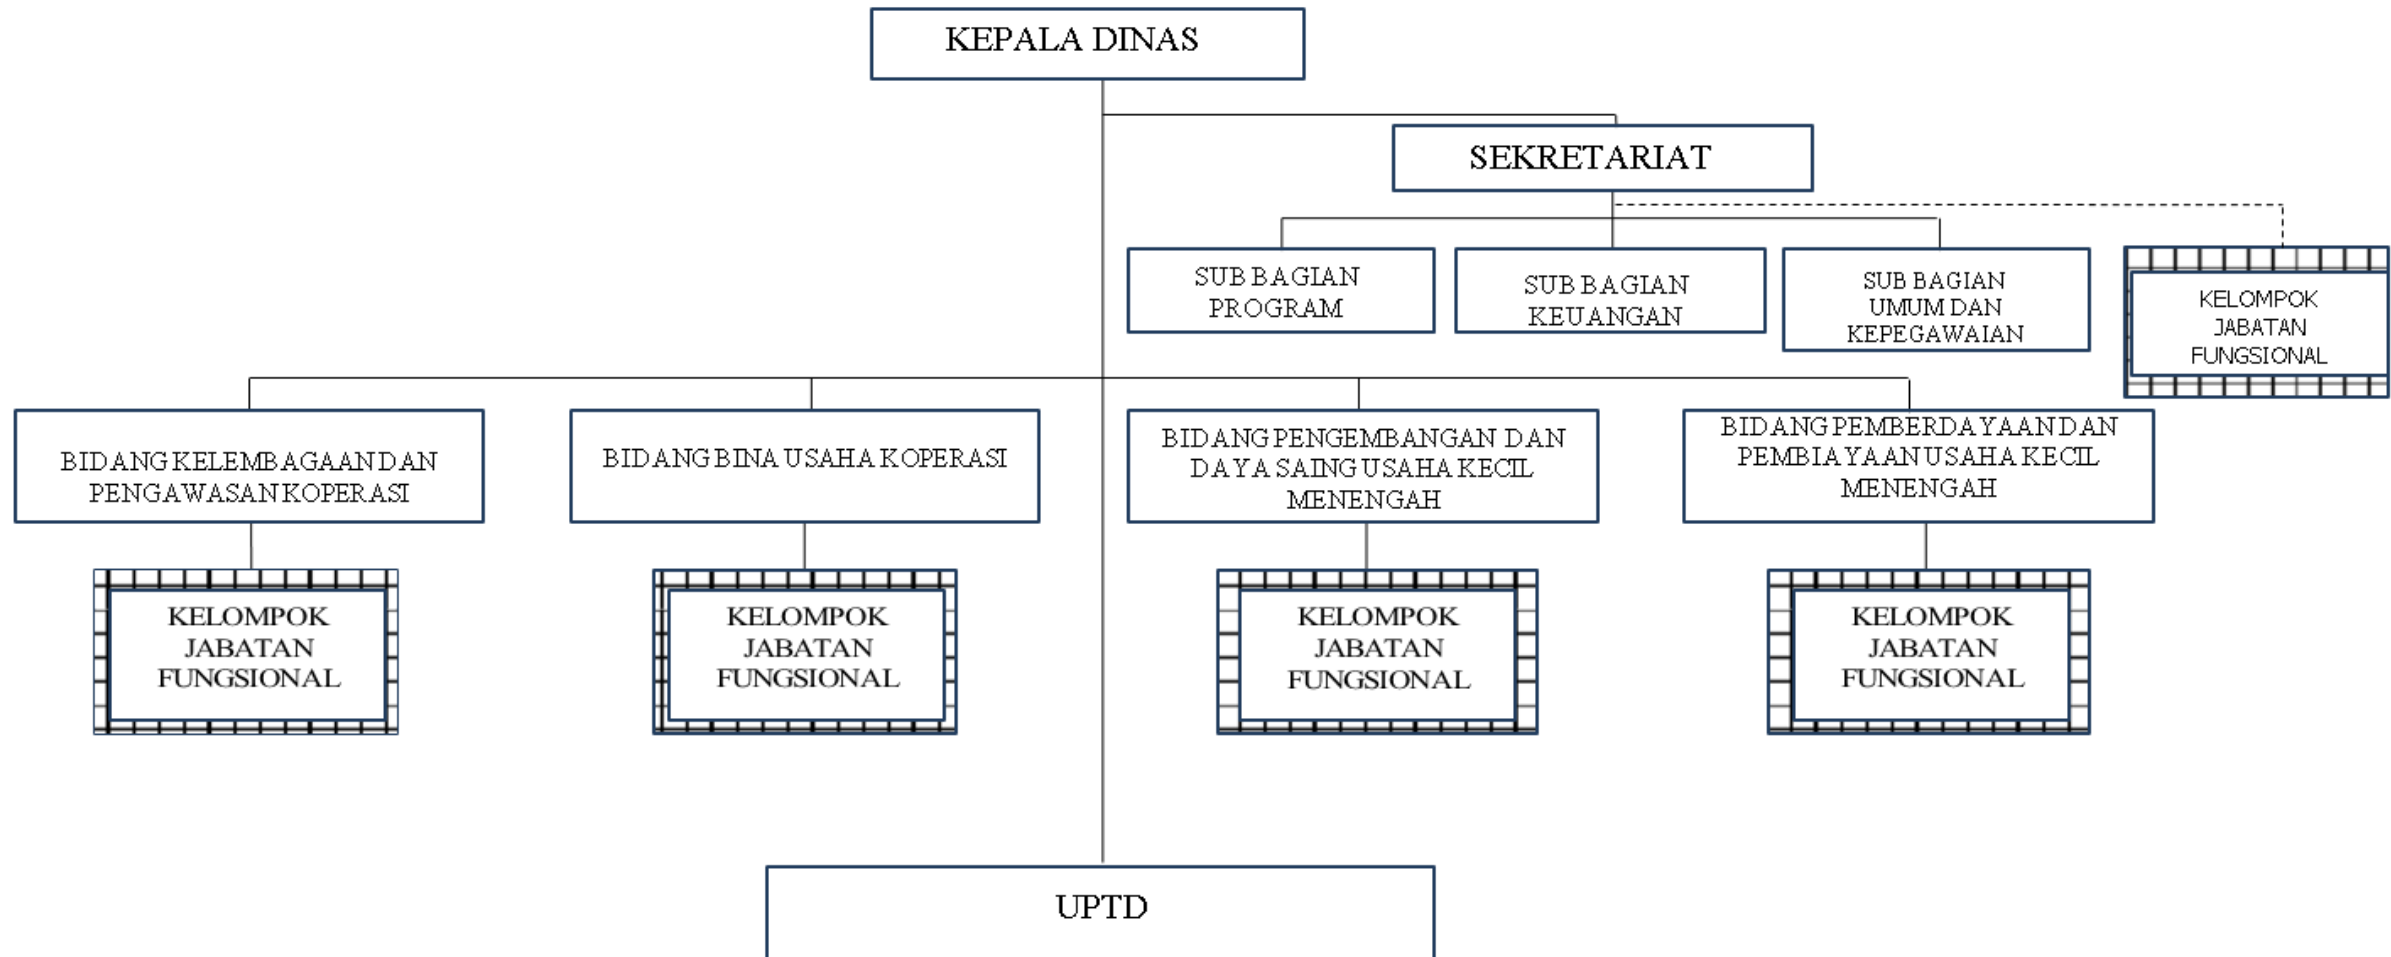 KEPALA DINAS
SEKRETARIAT
SUB BAGIAN
PROGRAM
SUB BAGIAN
KEUANGAN
SUB BAGIAN
UMUM DAN
KEPEGAWAIAN
KELOMPOK
JABATAN
FUNGSIONAL
BIDANG KELEMBAGAAN DAN
PENGAWASAN KOPERASI
BIDANG BINA USAHA KOPERASI
BIDANG PENGEMBANGAN DAN
DAYA SAING USAHA KECIL
MENENGAH
BIDANG PEMBERDAYAAN DAN
PEMBIAYAAN USAHA KECIL
MENENGAH
KELOMPOK
JABATAN
FUNGSIONAL
KELOMPOK
JABATAN
FUNGSIONAL
KELOMPOK
JABATAN
FUNGSIONAL
KELOMPOK
JABATAN
FUNGSIONAL
UPTD